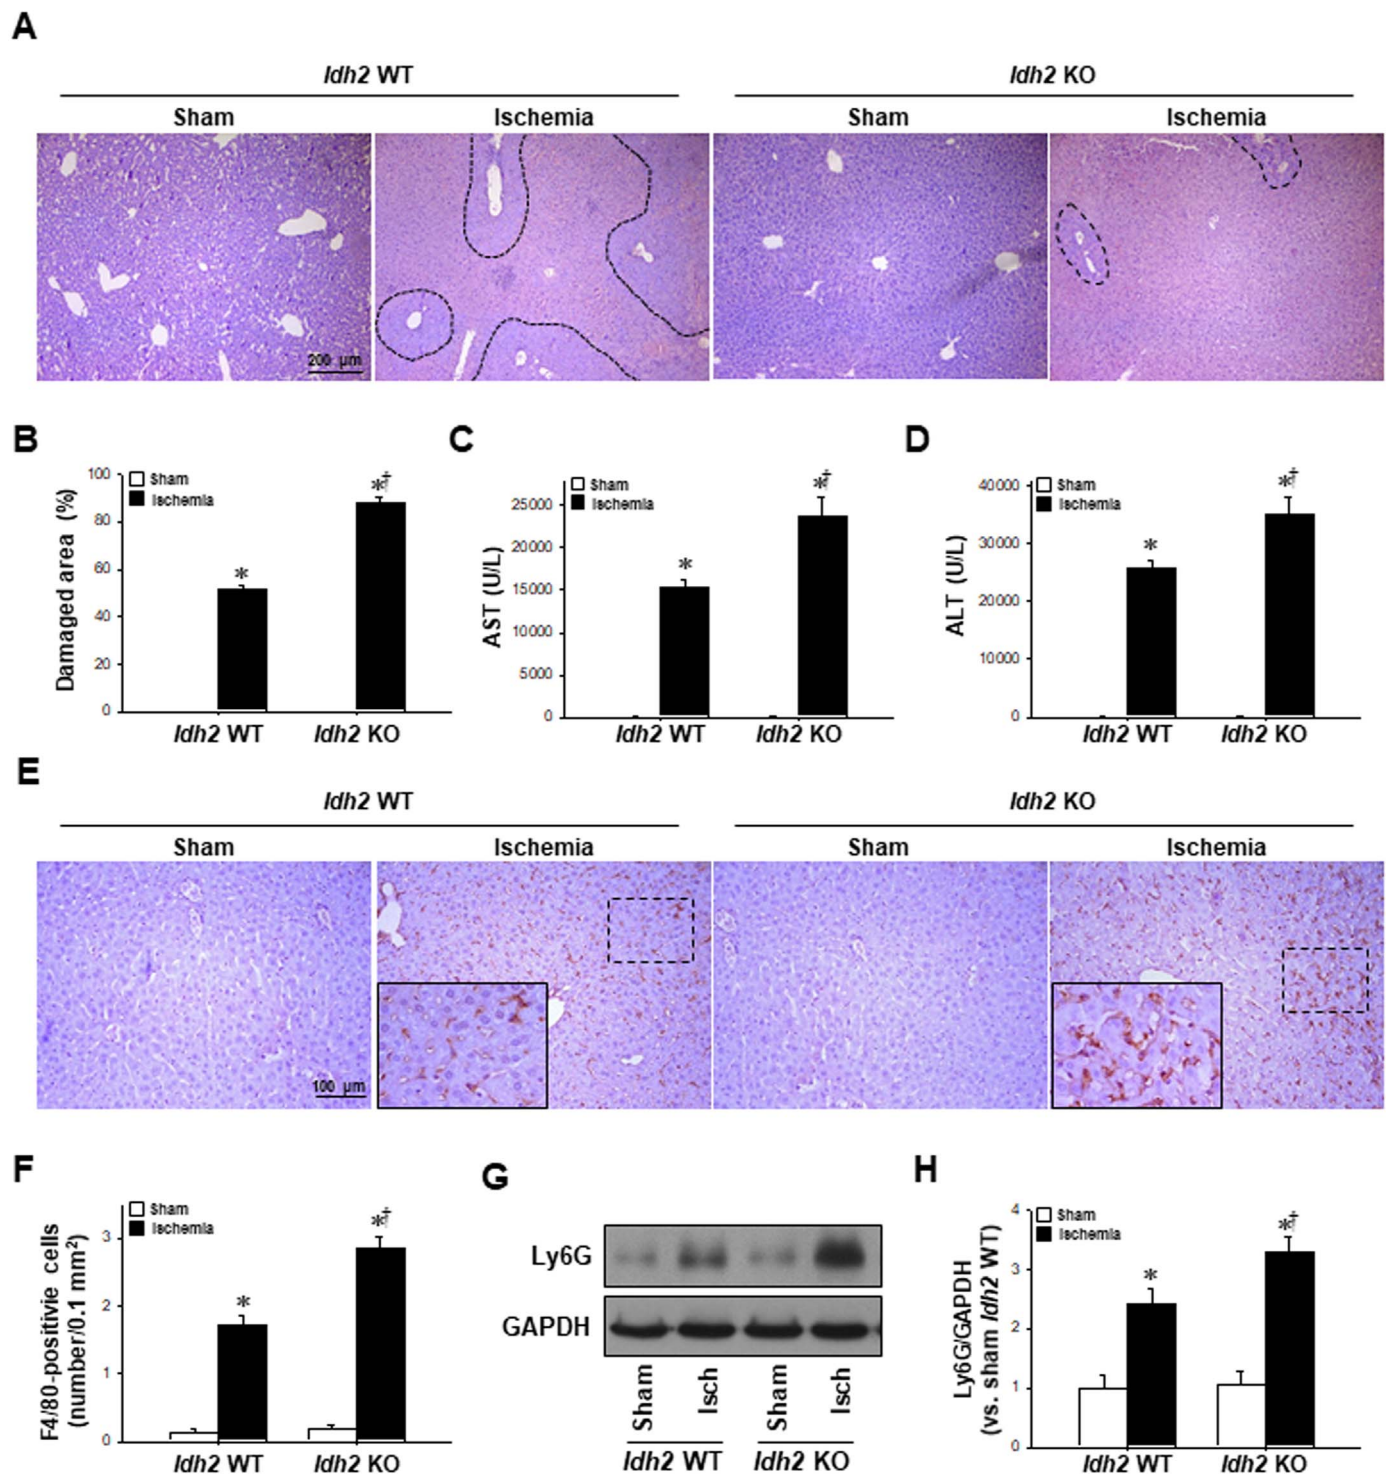 A
Idh2 WT
Idh2 KO
Sham
Ischemia
Sham
Ischemia
200 µm
B
C
D
Damaged area (%)
100
80
60
40
20
0
Sham
Ischemia
*
*†
Idh2 WT
Idh2 KO
AST (U/L)
25000
20000
15000
10000
5000
0
Sham
Ischemia
*
*†
Idh2 WT
Idh2 KO
ALT (U/L)
40000
30000
20000
10000
0
Sham
Ischemia
*
*†
Idh2 WT
Idh2 KO
E
Idh2 WT
Idh2 KO
Sham
Ischemia
Sham
Ischemia
100 µm
F
G
H
F4/80-positivie cells
(number/0.1 mm²)
3
2
1
0
Sham
Ischemia
*
*†
Idh2 WT
Idh2 KO
Ly6G
GAPDH
Sham
Isch
Sham
Isch
Idh2 WT
Idh2 KO
Ly6G/GAPDH
(vs. sham Idh2 WT)
4
3
2
1
0
Sham
Ischemia
*
*†
Idh2 WT
Idh2 KO